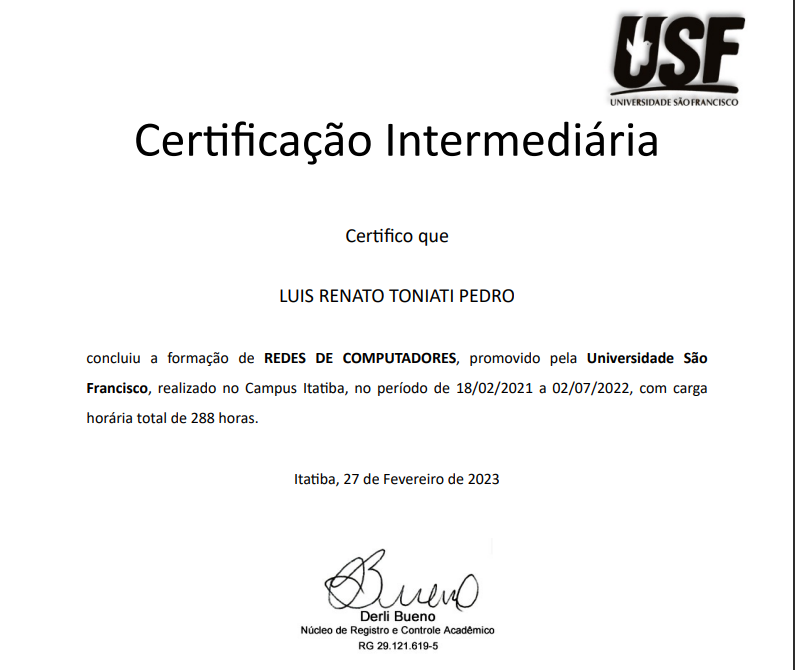 USF
UNIVERSIDADE SÃO FRANCISCO
Certificação Intermediária
Certifico que
LUIS RENATO TONIATI PEDRO
concluiu a formação de REDES DE COMPUTADORES, promovido pela Universidade São
Francisco, realizado no Campus Itatiba, no período de 18/02/2021 a 02/07/2022, com carga
horária total de 288 horas.
Itatiba, 27 de Fevereiro de 2023
Bueno
Derli Bueno
Núcleo de Registro e Controle Acadêmico
RG 29.121.619-5